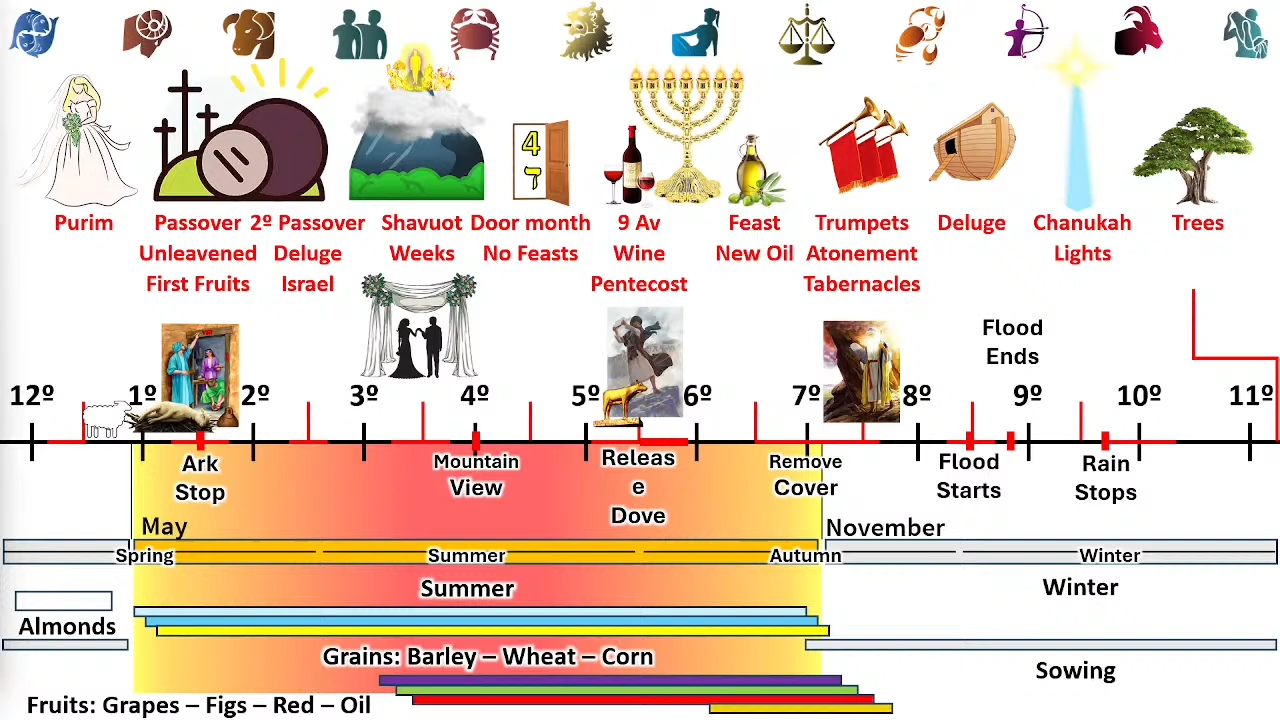 4
ד
Purim
Passover
Unleavened
First Fruits
2º Passover
Deluge
Israel
Shavuot
Weeks
Door month
No Feasts
9 Av
Wine
Pentecost
Feast
New Oil
Trumpets
Atonement
Tabernacles
Deluge
Chanukah
Lights
Trees
Flood
Ends
12º 1º 2º 3º 4º 5º 6º 7º 8º 9º 10º 11º
Ark
Stop
Mountain
View
Releas
e
Dove
Remove
Cover
Flood
Starts
Rain
Stops
May
November
Spring Summer Autumn Winter
Summer
Winter
Almonds
Grains: Barley – Wheat – Corn
Sowing
Fruits: Grapes – Figs – Red – Oil